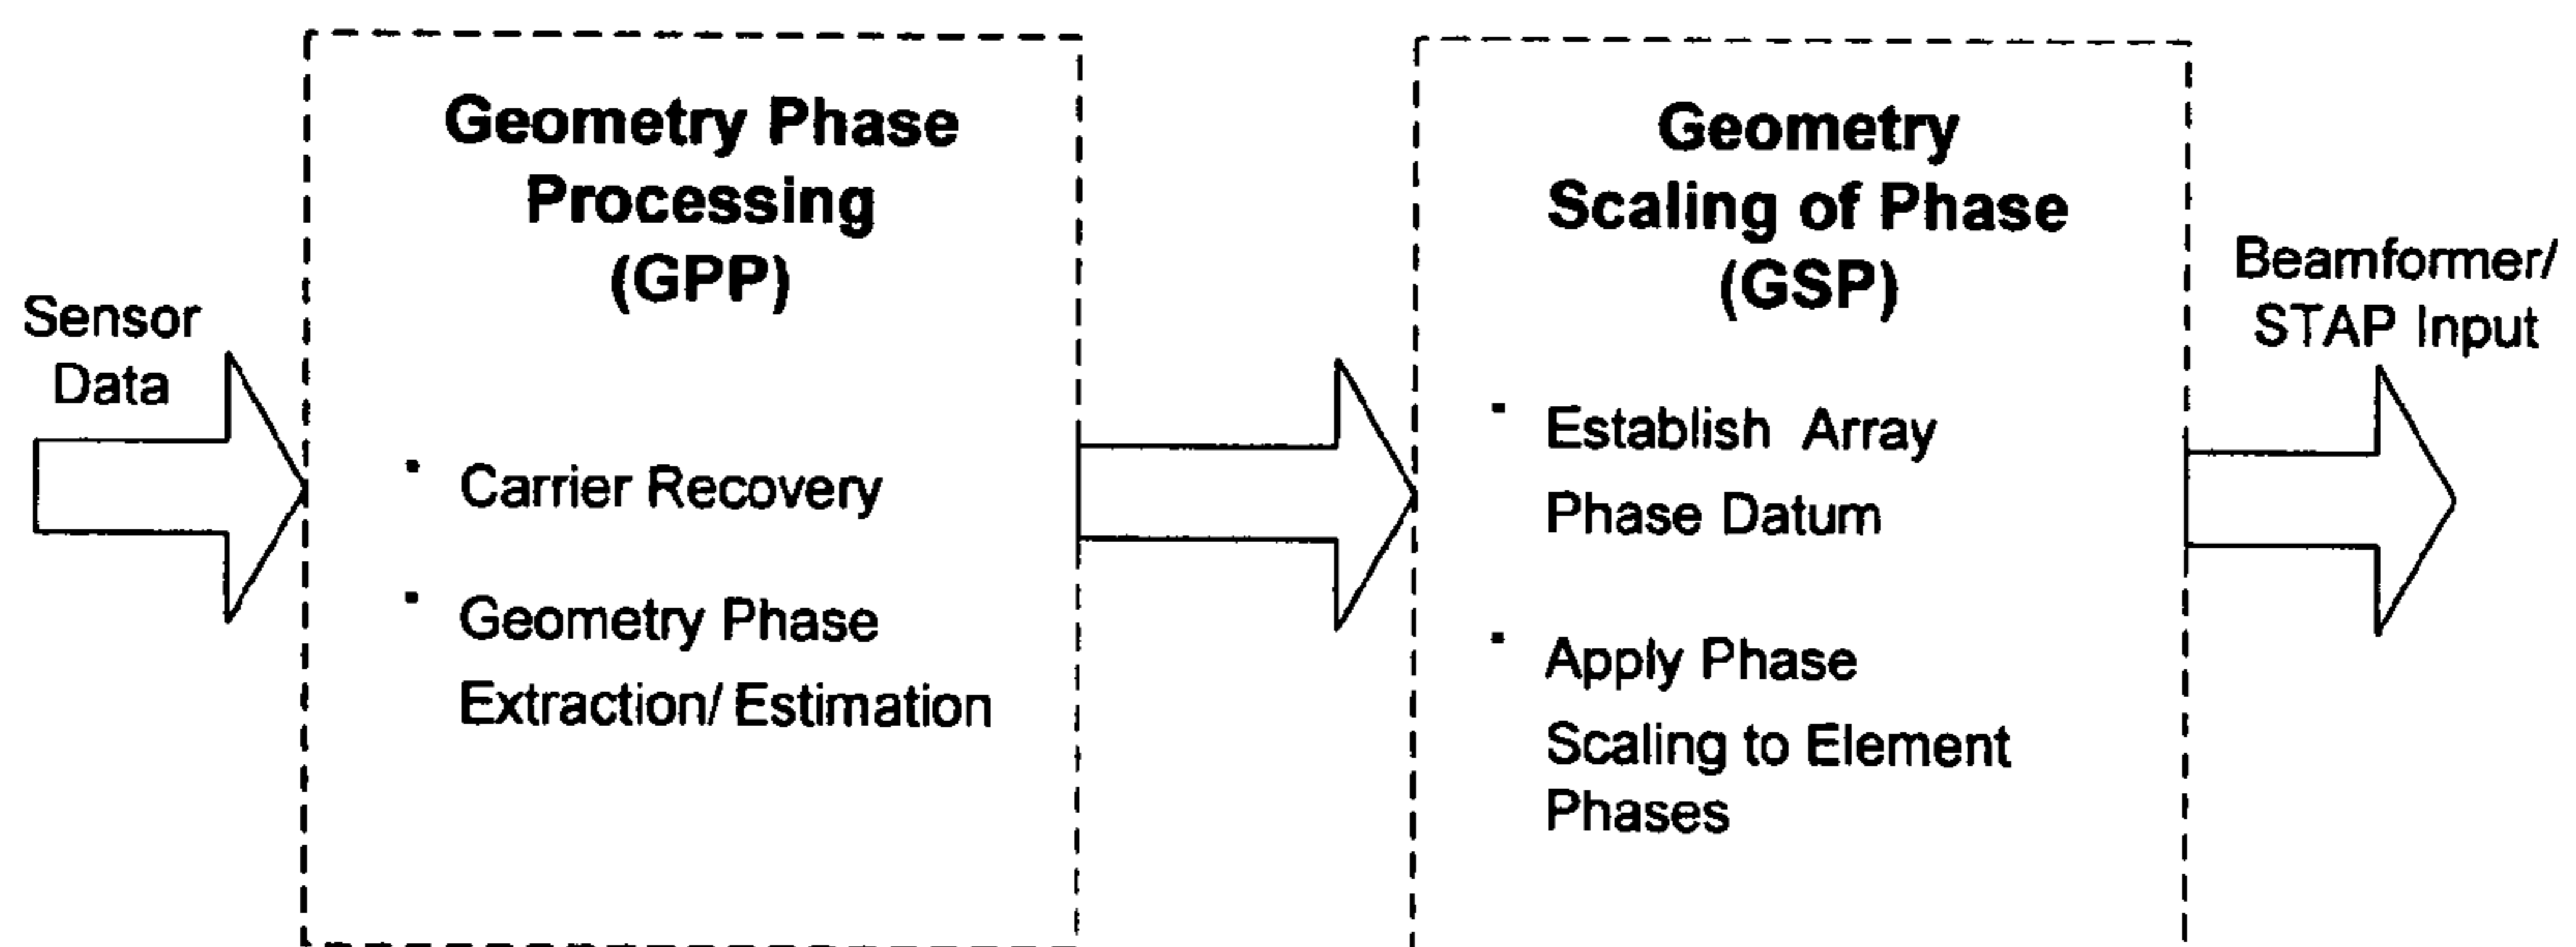 Sensor
Data
Geometry Phase
Processing
(GPP)
· Carrier Recovery
· Geometry Phase
Extraction/ Estimation
Geometry
Scaling of Phase
(GSP)
· Establish Array
Phase Datum
· Apply Phase
Scaling to Element
Phases
Beamformer/
STAP Input